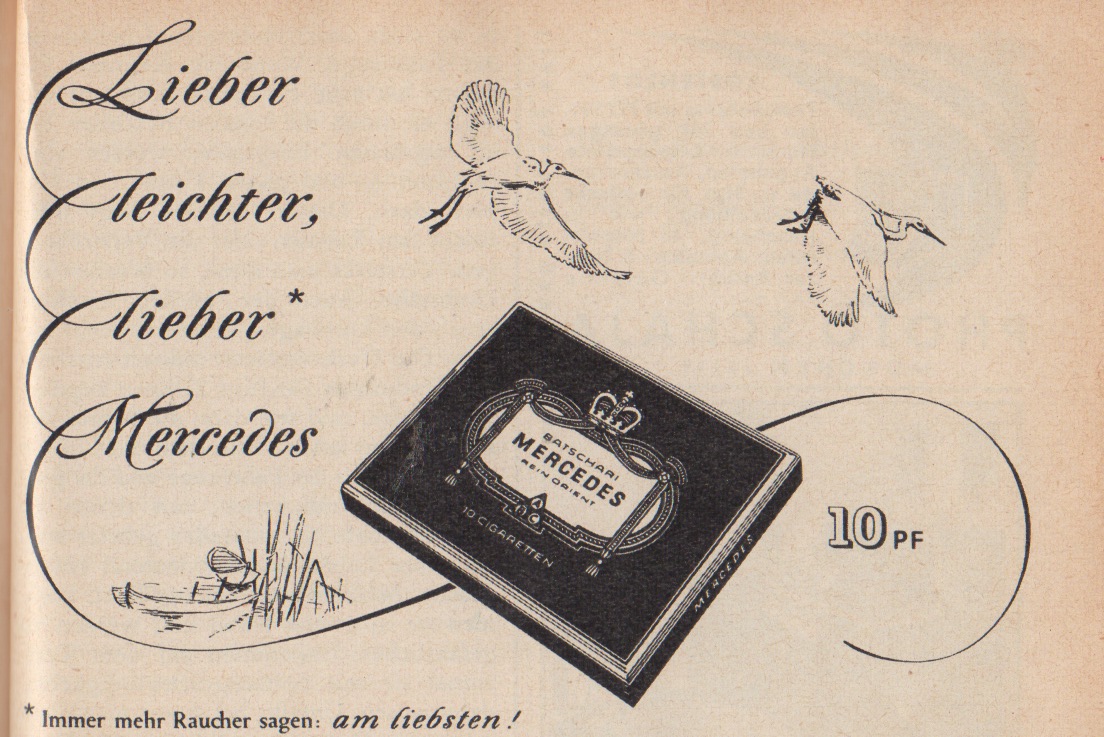 Lieber
leichter,
lieber*
Mercedes
BATSCHARI
MERCEDES
REIN ORIENT
ABC
10 CIGARETTEN
MERCEDES
10 PF
* Immer mehr Raucher sagen: am liebsten!